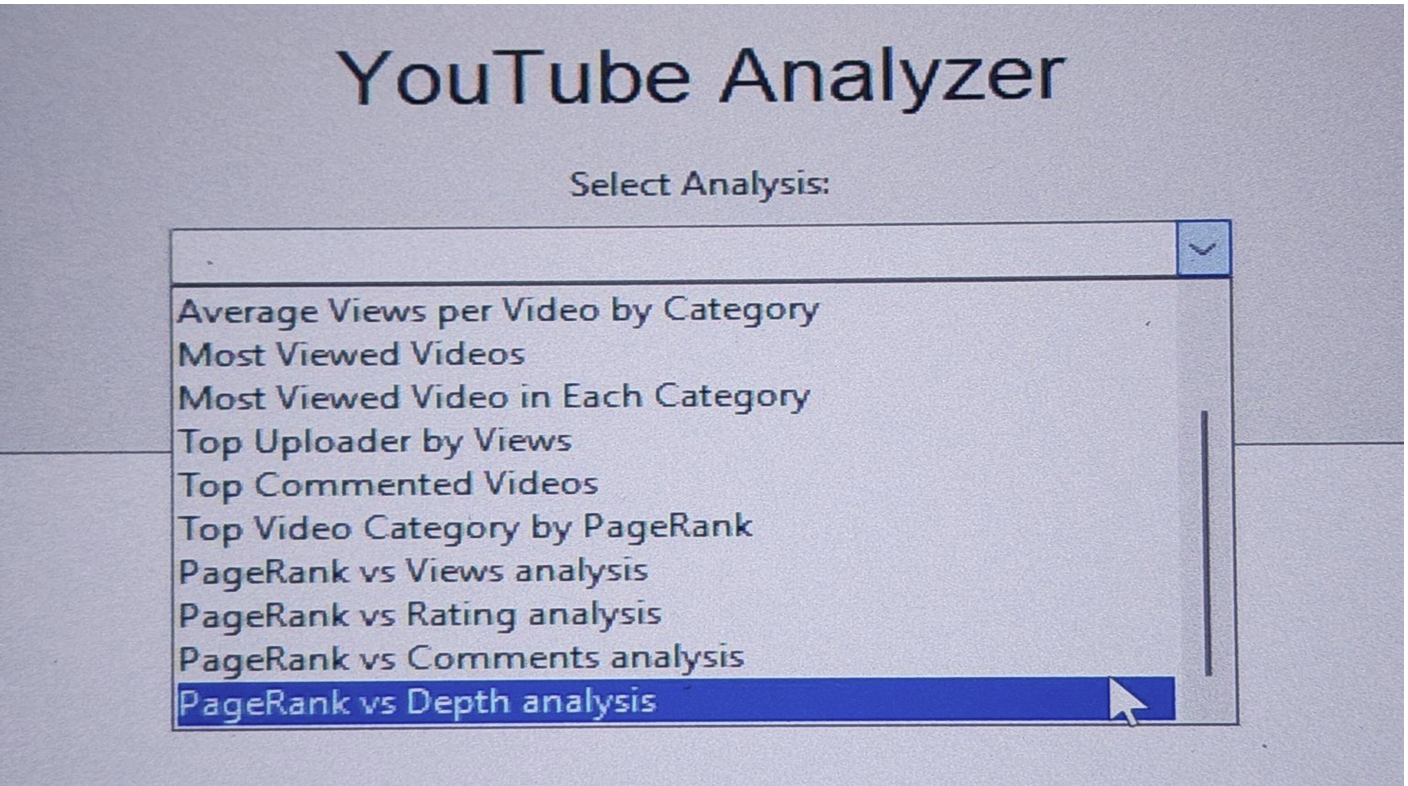 YouTube Analyzer
Select Analysis:
Average Views per Video by Category
Most Viewed Videos
Most Viewed Video in Each Category
Top Uploader by Views
Top Commented Videos
Top Video Category by PageRank
PageRank vs Views analysis
PageRank vs Rating analysis
PageRank vs Comments analysis
PageRank vs Depth analysis